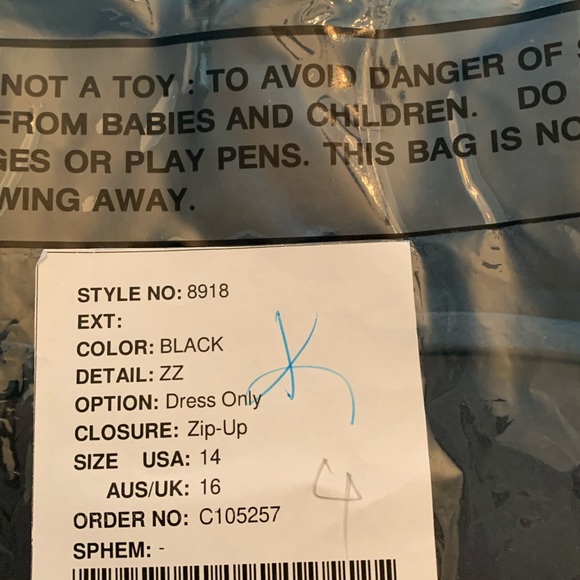 NOT A TOY : TO AVOID DANGER OF
FROM BABIES AND CHILDREN. DO
GES OR PLAY PENS. THIS BAG IS NO
WING AWAY.
STYLE NO: 8918
EXT:
COLOR: BLACK
DETAIL: ZZ
OPTION: Dress Only
CLOSURE: Zip-Up
SIZE USA: 14
AUS/UK: 16
ORDER NO: C105257
SPHEM: -
4